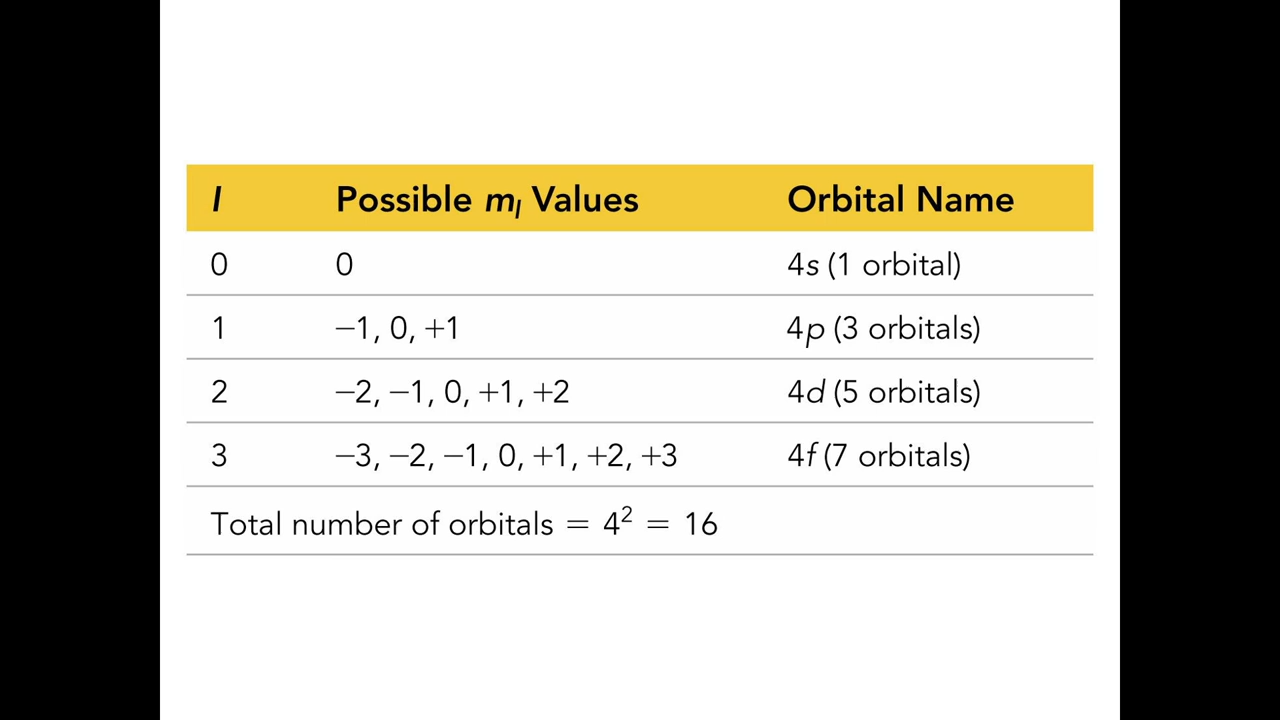 l Possible mₗ Values Orbital Name
0 0 4s (1 orbital)
1 −1, 0, +1 4p (3 orbitals)
2 −2, −1, 0, +1, +2 4d (5 orbitals)
3 −3, −2, −1, 0, +1, +2, +3 4f (7 orbitals)
Total number of orbitals = 4² = 16